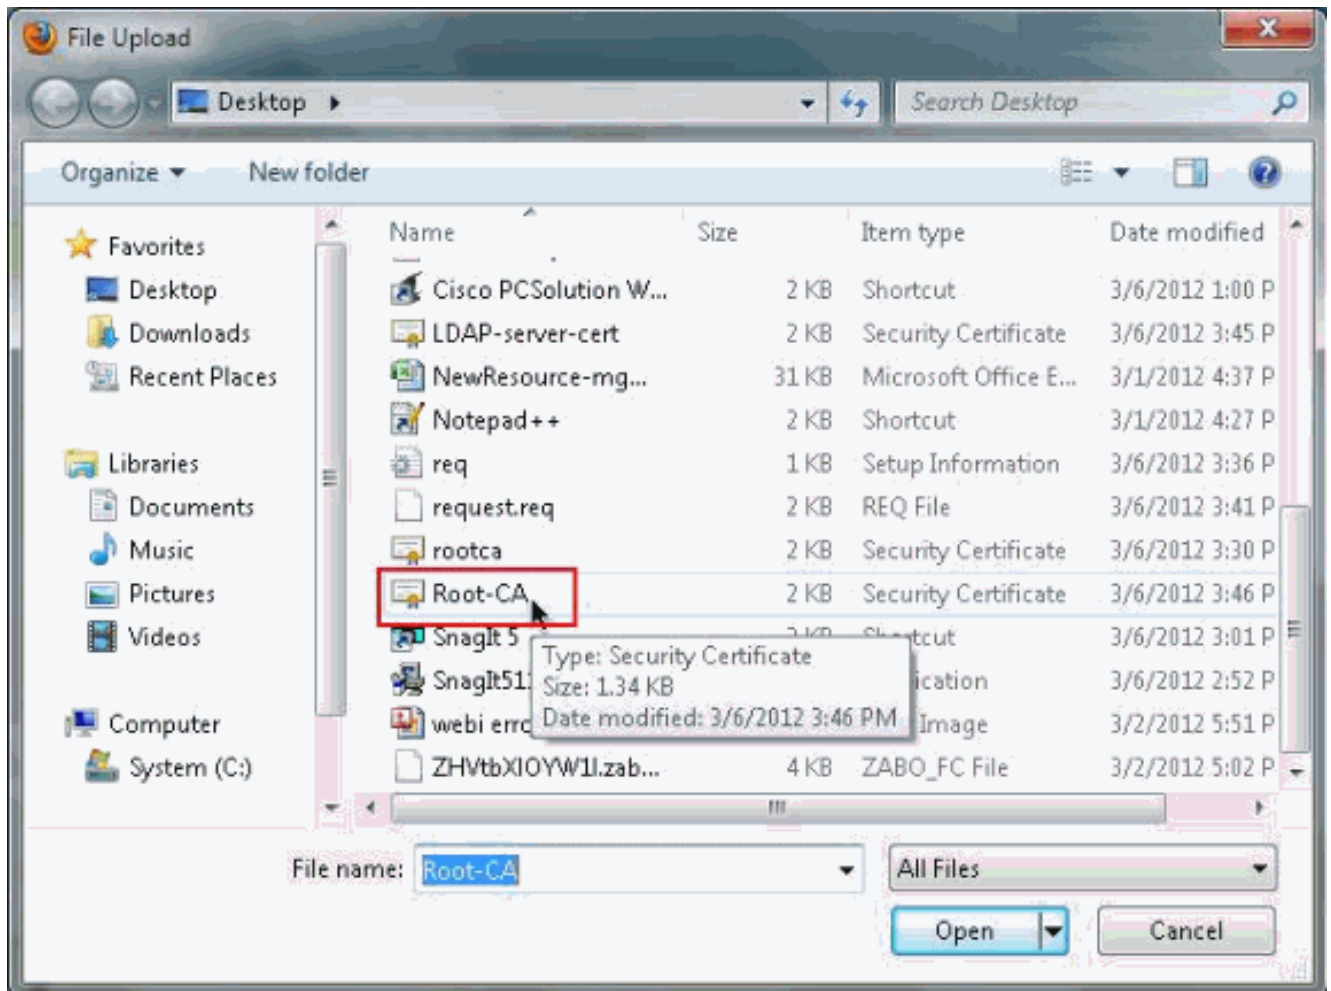 File Upload
Desktop
Search Desktop
Organize
New folder
Name Size Item type Date modified
Favorites
Desktop
Downloads
Recent Places
Libraries
Documents
Music
Pictures
Videos
Computer
System (C:)
Cisco PCSolution W... 2 KB Shortcut 3/6/2012 1:00 P
LDAP-server-cert 2 KB Security Certificate 3/6/2012 3:45 P
NewResource-mg... 31 KB Microsoft Office E... 3/1/2012 4:37 P
Notepad++ 2 KB Shortcut 3/1/2012 4:27 P
req 1 KB Setup Information 3/6/2012 3:36 P
request.req 2 KB REQ File 3/6/2012 3:41 P
rootca 2 KB Security Certificate 3/6/2012 3:30 P
Root-CA 2 KB Security Certificate 3/6/2012 3:46 P
SnagIt 5 3/6/2012 3:01 P
SnagIt51 ication 3/6/2012 2:52 P
webi erro Image 3/2/2012 5:51 P
4 KB ZABO_FC File 3/2/2012 5:02 P
Type: Security Certificate
Size: 1.34 KB
Date modified: 3/6/2012 3:46 PM
File name: Root-CA
All Files
Open
Cancel